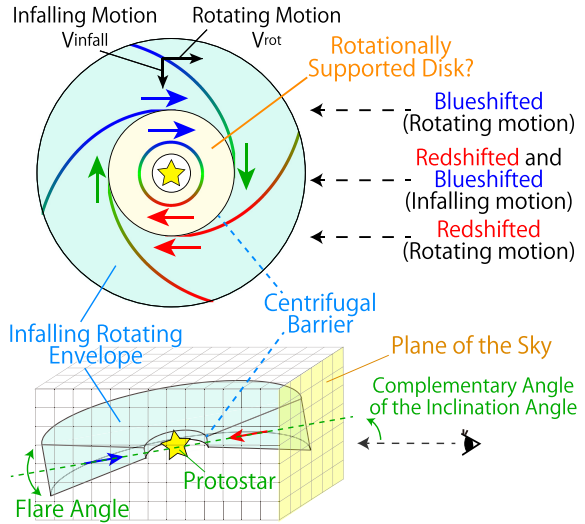 Infalling Motion
Vinfall
Rotating Motion
Vrot
Rotationally
Supported Disk?
Blueshifted
(Rotating motion)
Redshifted and
Blueshifted
(Infalling motion)
Redshifted
(Rotating motion)
Centrifugal
Barrier
Infalling Rotating
Envelope
Plane of the Sky
Complementary Angle
of the Inclination Angle
Protostar
Flare Angle